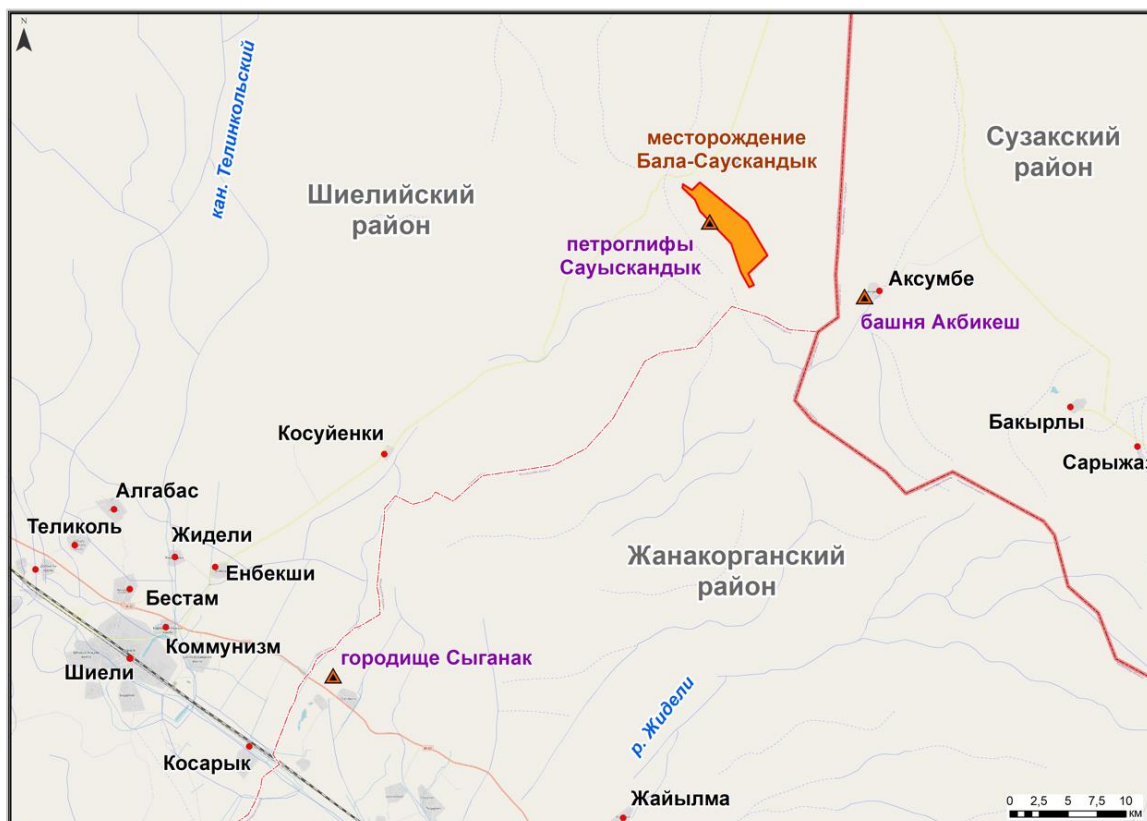 N
кан. Телинкольский
месторождение
Бала-Саускандык
Сузакский
район
Шиелийский
район
петроглифы
Сауыскандык
Аксумбе
башня Акбикеш
Бакырлы
Сарыжаз
Косуйенки
Алгабас
Теликоль
Жидели
Енбекши
Бестам
Жанакорганский
район
Коммунизм
Шиели
городище Сыганак
р. Жидели
Косарык
Жайылма
0 2,5 5 7,5 10
КМ